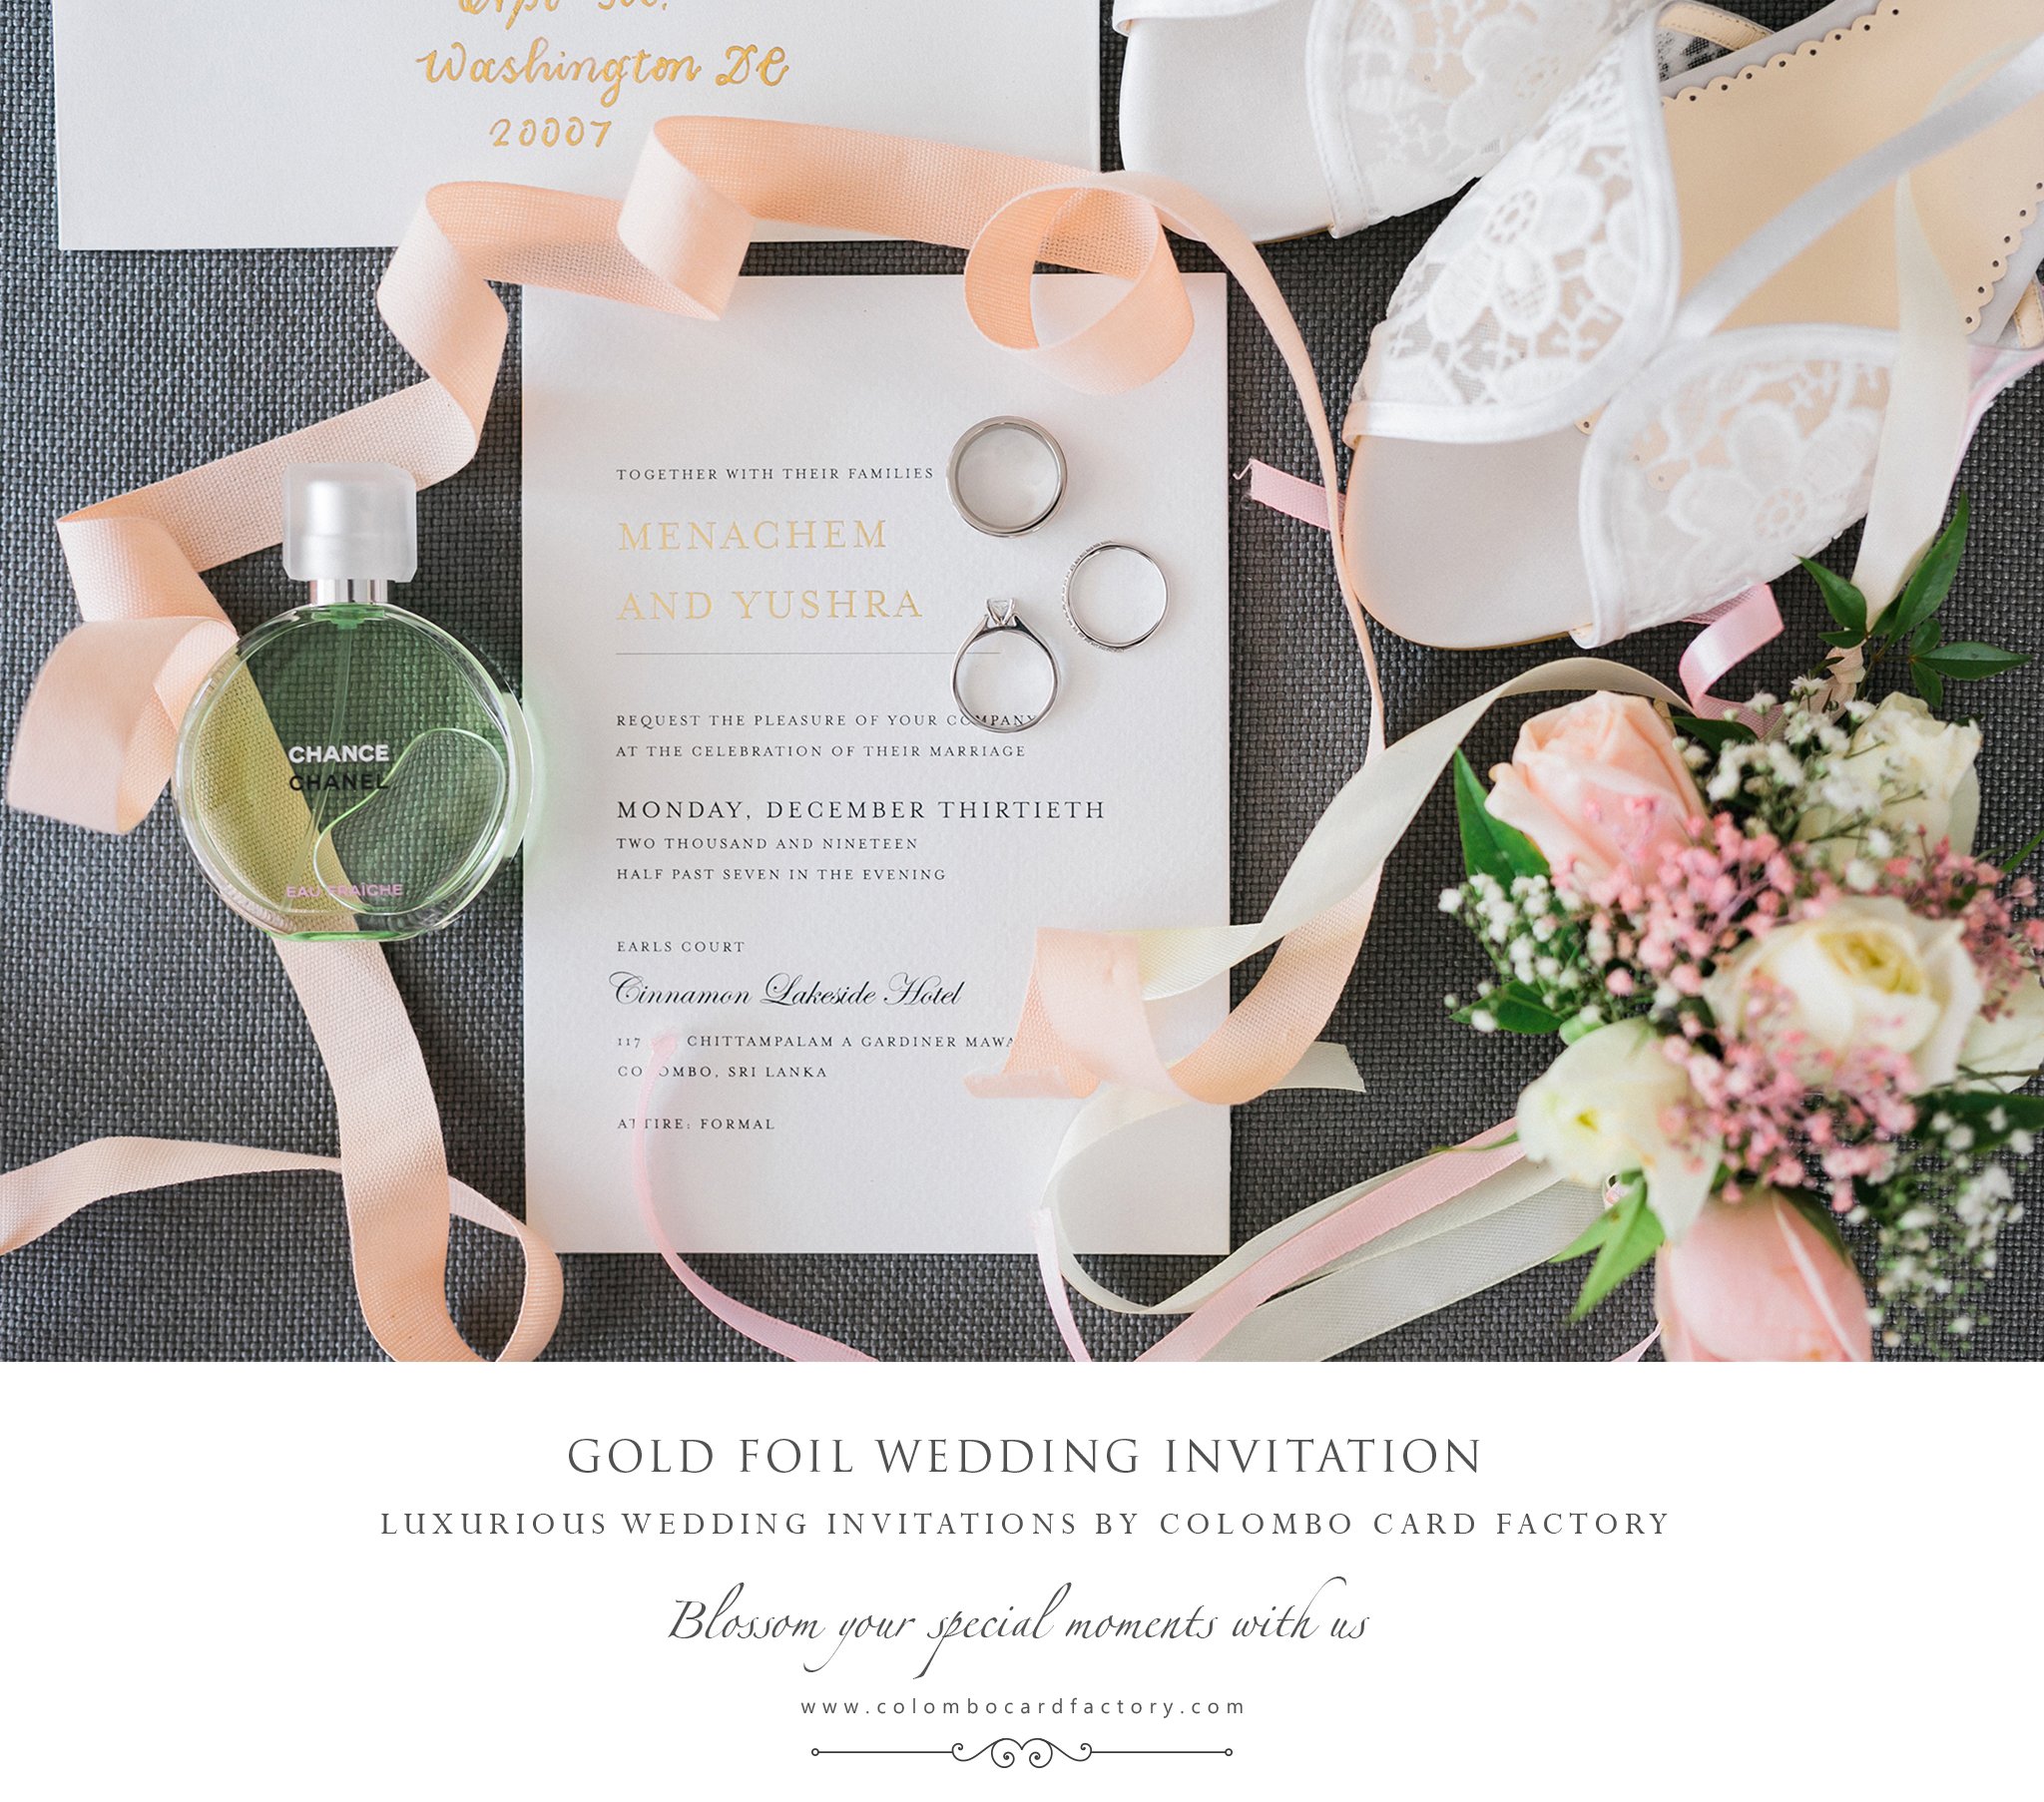 Washington DC
20007
TOGETHER WITH THEIR FAMILIES
MENACHEM
AND YUSHRA
REQUEST THE PLEASURE OF YOUR COMPANY
AT THE CELEBRATION OF THEIR MARRIAGE
MONDAY, DECEMBER THIRTIETH
TWO THOUSAND AND NINETEEN
HALF PAST SEVEN IN THE EVENING
EARLS COURT
Cinnamon Lakeside Hotel
117 CHITTAMPALAM A GARDINER
COLOMBO, SRI LANKA
ATTIRE: FORMAL
CHANCE
CHANEL
EAU FRAÎCHE
GOLD FOIL WEDDING INVITATION
LUXURIOUS WEDDING INVITATIONS BY COLOMBO CARD FACTORY
Blossom your special moments with us
www.colombocardfactory.com